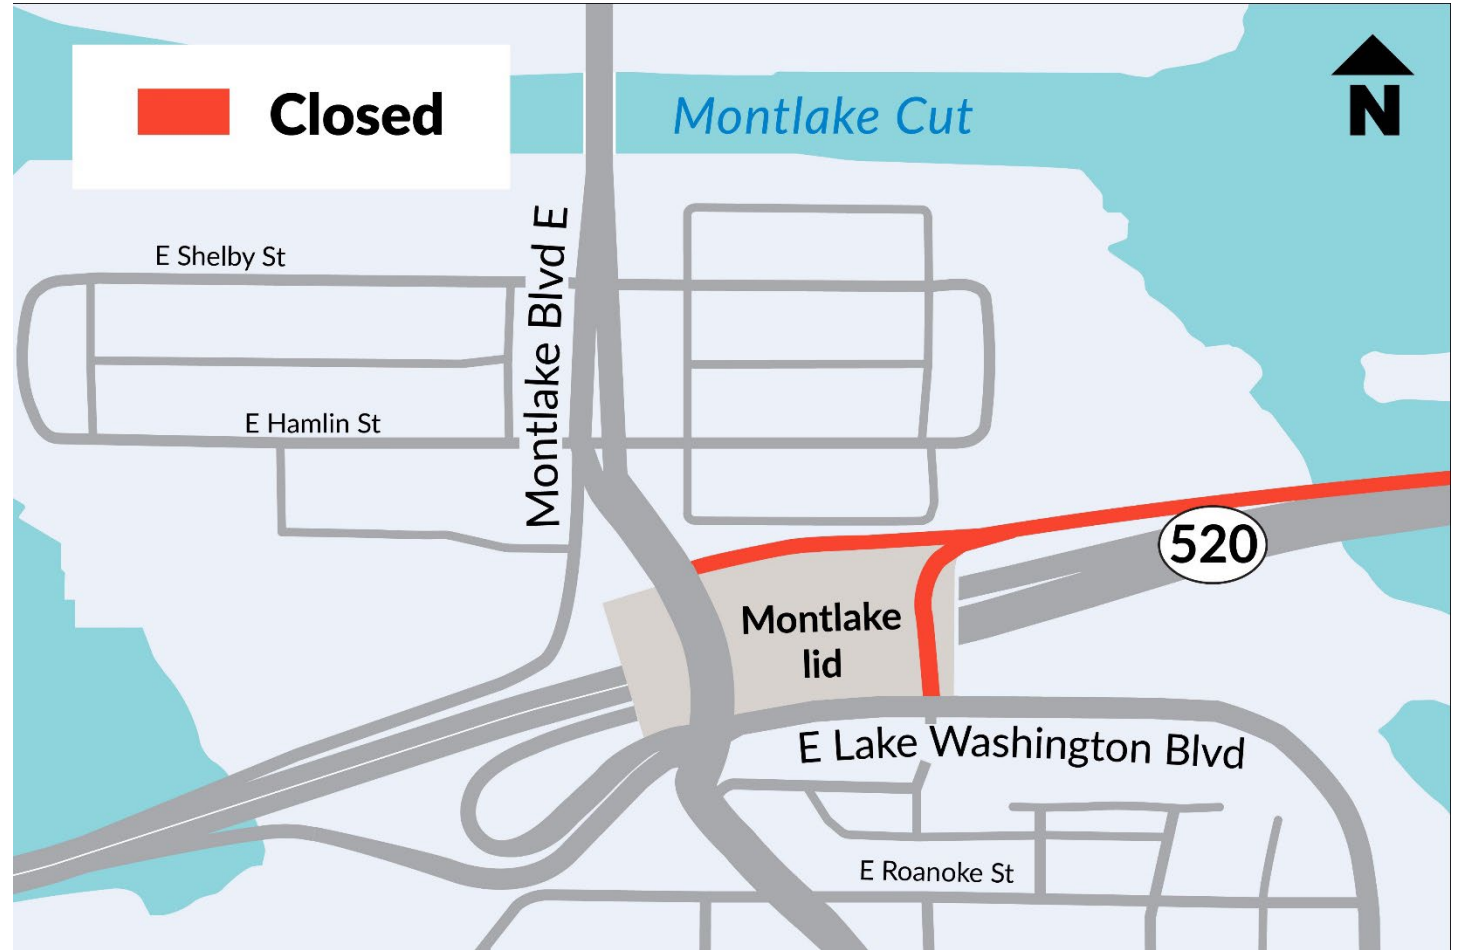 Closed
Montlake Cut
N
E Shelby St
Montlake Blvd E
E Hamlin St
520
Montlake
lid
E Lake Washington Blvd
E Roanoke St